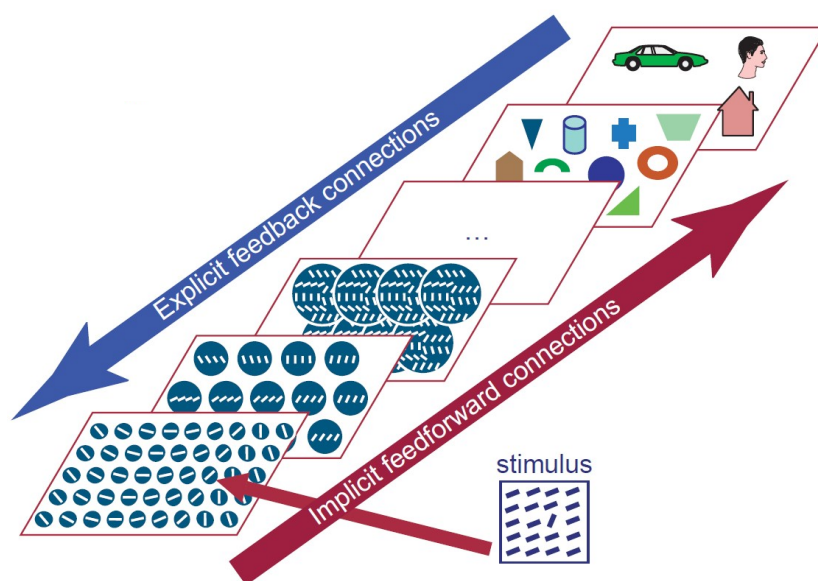 Explicit feedback connections
...
Implicit feedforward connections
stimulus